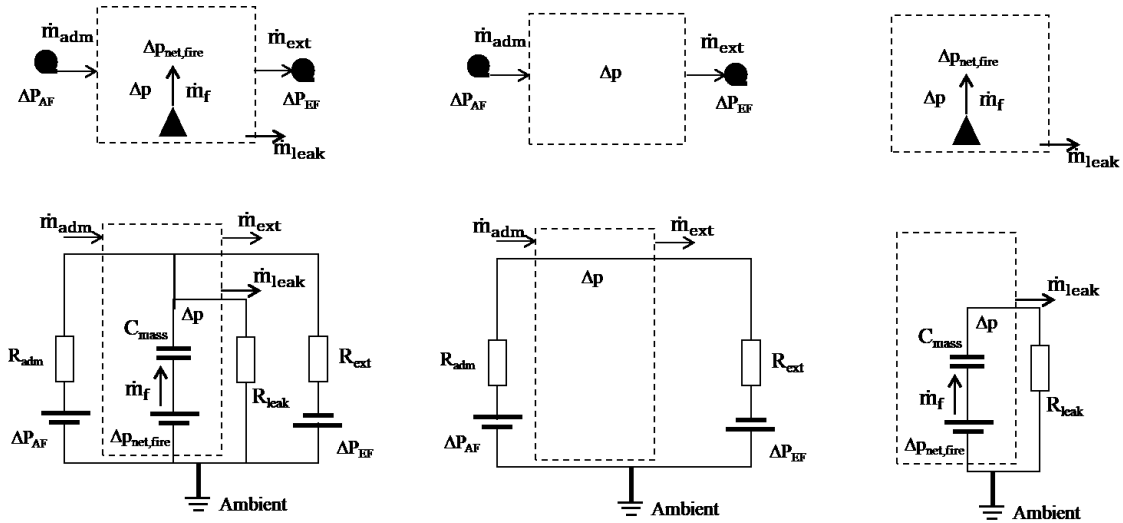 ṁadm
Δpnet,fire
ṁext
Δp
ṁf
ΔPAF
ΔPEF
ṁleak
ṁadm
ṁext
Δp
ΔPAF
ΔPEF
Δpnet,fire
Δp
ṁf
ṁleak
ṁadm
ṁext
ṁleak
Δp
Cmass
Radm
Rext
ṁf
Rleak
ΔPAF
Δpnet,fire
ΔPEF
Ambient
ṁadm
ṁext
Δp
Radm
Rext
ΔPAF
ΔPEF
Ambient
ṁleak
Δp
Cmass
ṁf
Rleak
Δpnet,fire
Ambient